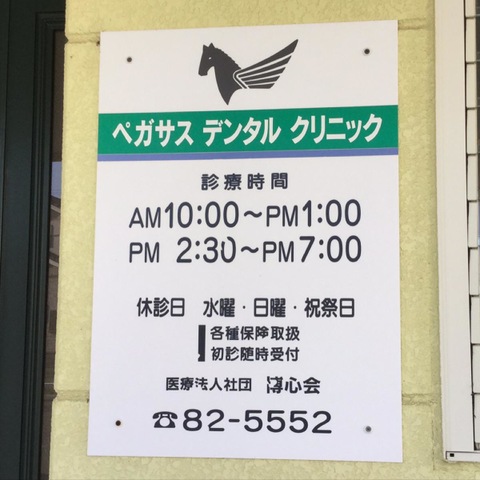 ペガサス デンタル クリニック
診療時間
AM10:00〜PM1:00
PM 2:30〜PM7:00
休診日 水曜・日曜・祝祭日
各種保険取扱
初診随時受付
医療法人社団 心会
☎82-5552